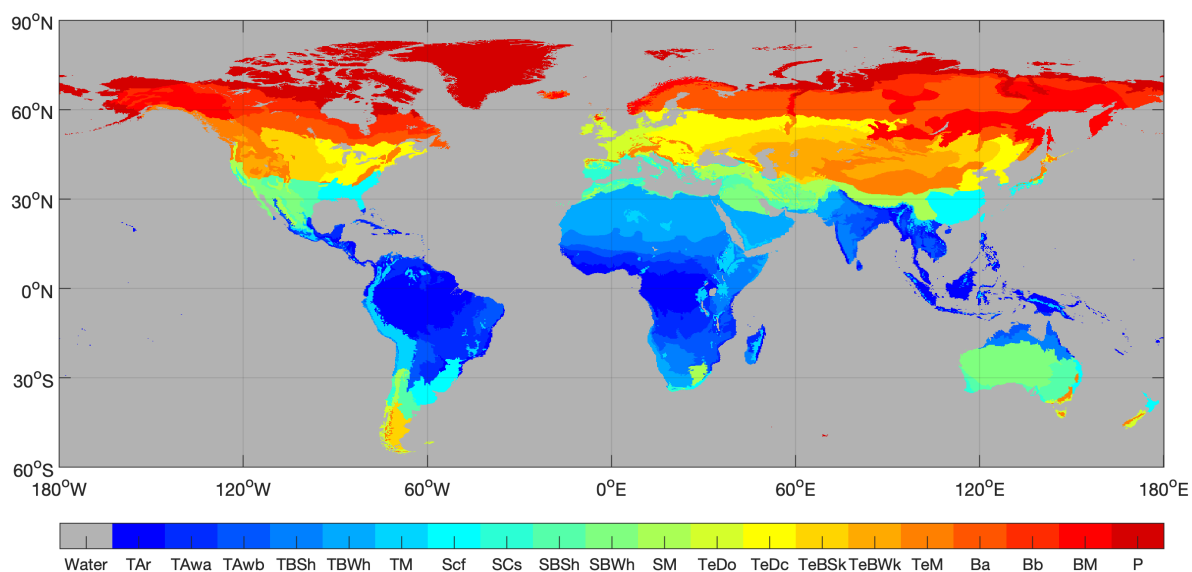 90°N
60°N
30°N
0°N
30°S
60°S
180°W 120°W 60°W 0°E 60°E 120°E 180°E
Water TAr TAwa TAwb TBSh TBWh TM Scf SCs SBSh SBWh SM TeDo TeDc TeBSk TeBWk TeM Ba Bb BM P